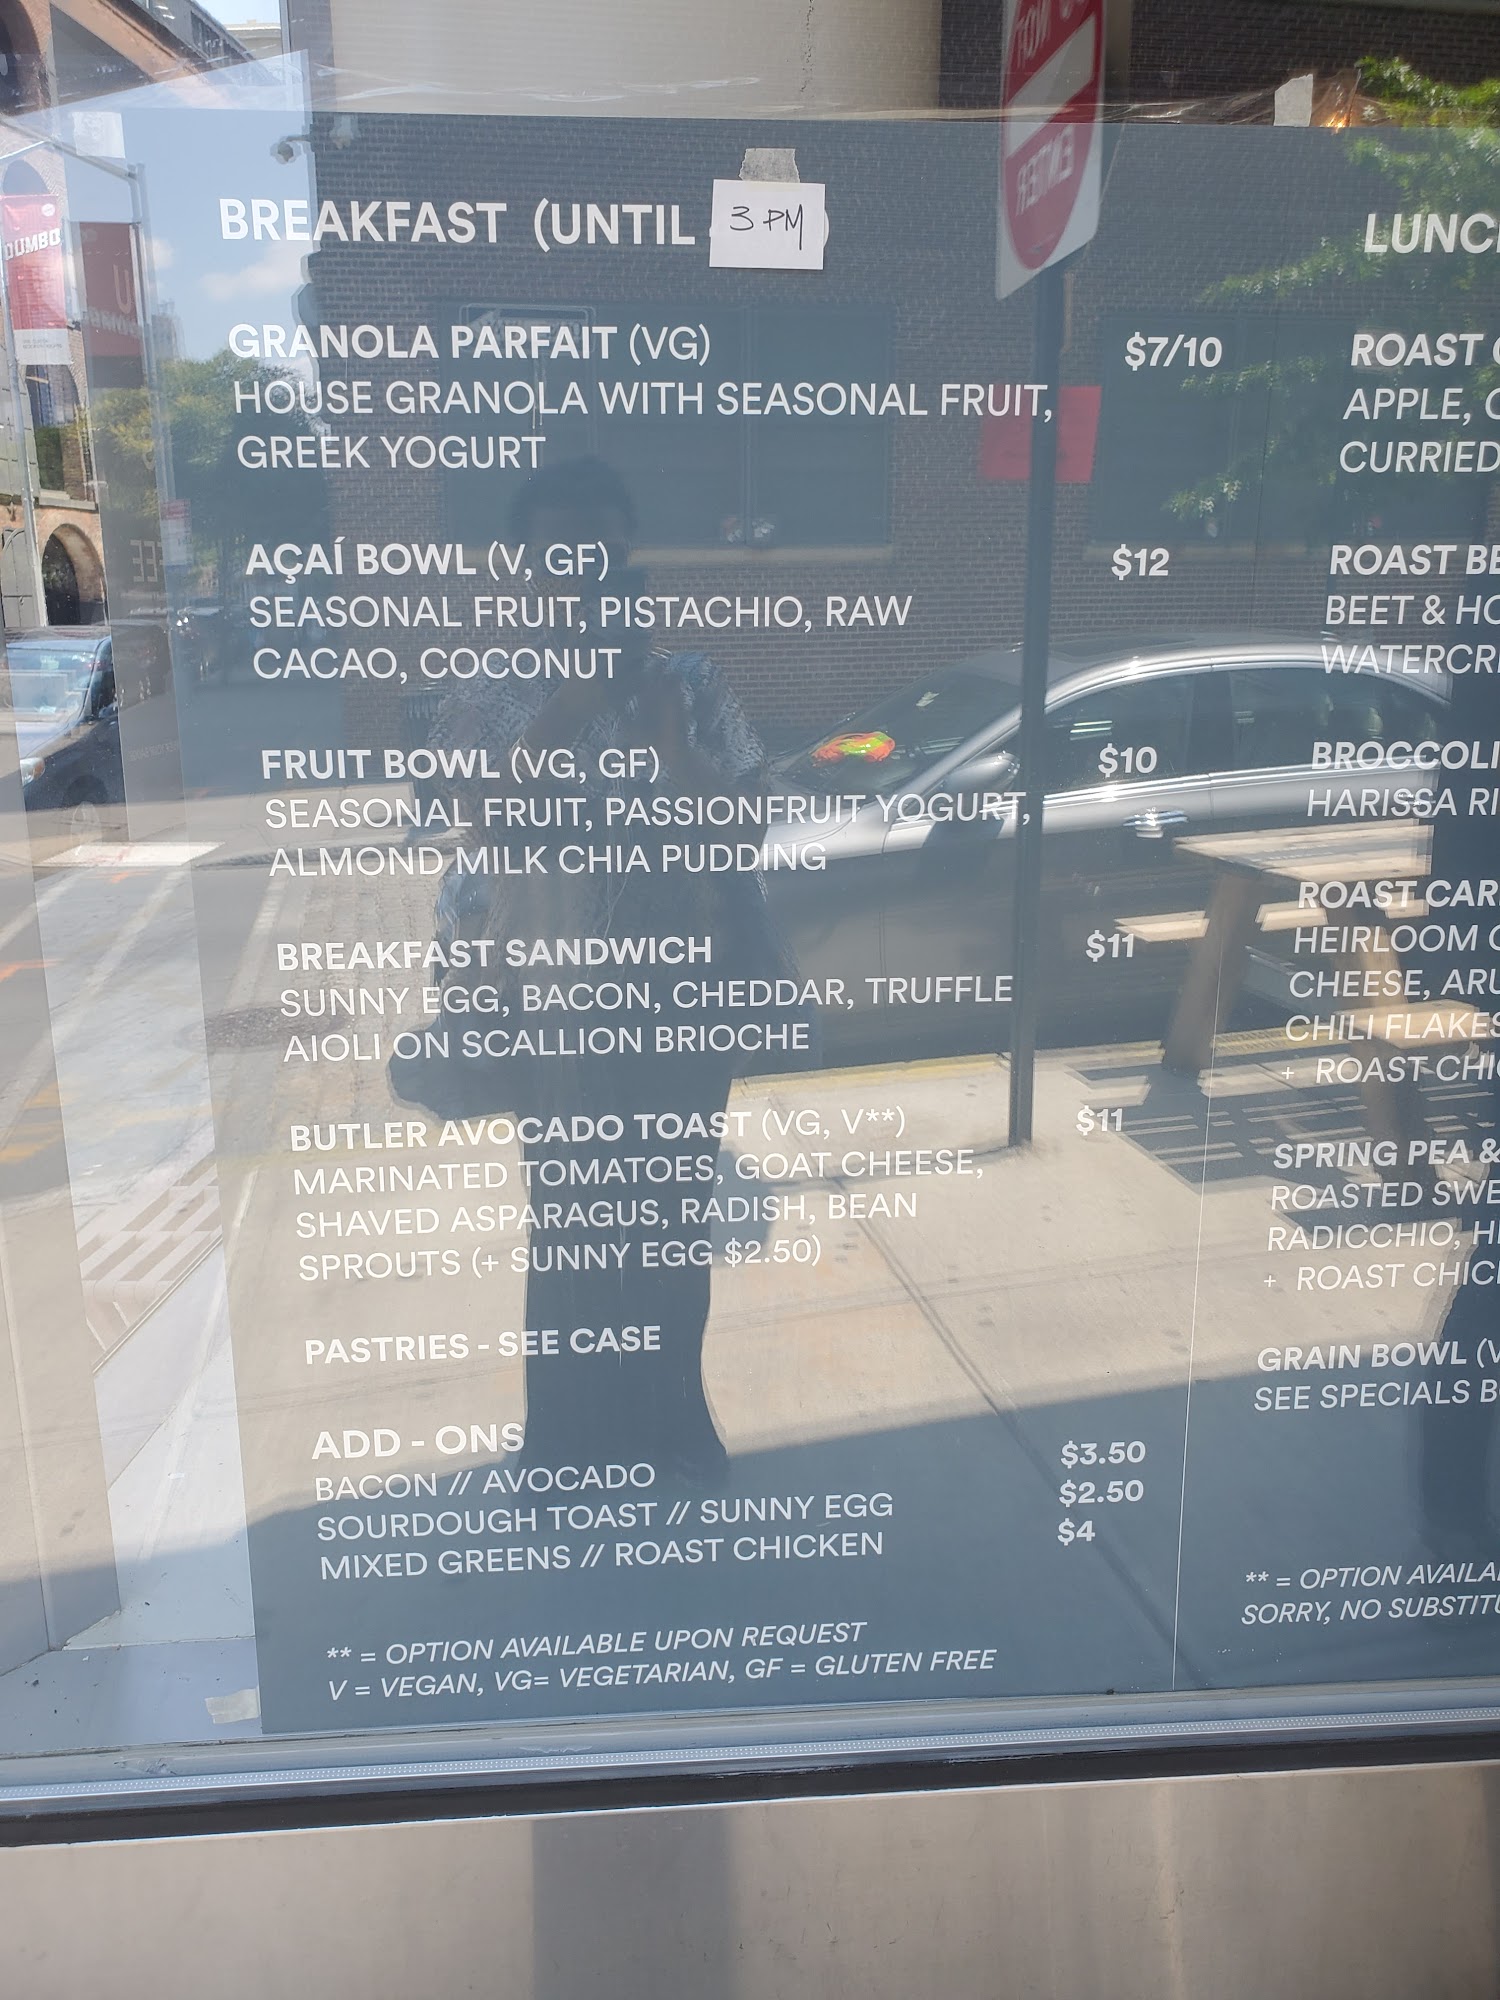 BREAKFAST (UNTIL 3 PM)
GRANOLA PARFAIT (VG) $7/10
HOUSE GRANOLA WITH SEASONAL FRUIT,
GREEK YOGURT
AÇAÍ BOWL (V, GF) $12
SEASONAL FRUIT, PISTACHIO, RAW
CACAO, COCONUT
FRUIT BOWL (VG, GF) $10
SEASONAL FRUIT, PASSIONFRUIT YOGURT,
ALMOND MILK CHIA PUDDING
BREAKFAST SANDWICH $11
SUNNY EGG, BACON, CHEDDAR, TRUFFLE
AIOLI ON SCALLION BRIOCHE
BUTLER AVOCADO TOAST (VG, V**) $11
MARINATED TOMATOES, GOAT CHEESE,
SHAVED ASPARAGUS, RADISH, BEAN
SPROUTS (+ SUNNY EGG $2.50)
PASTRIES - SEE CASE
ADD - ONS
BACON // AVOCADO $3.50
SOURDOUGH TOAST // SUNNY EGG $2.50
MIXED GREENS // ROAST CHICKEN $4
** = OPTION AVAILABLE UPON REQUEST
V = VEGAN, VG= VEGETARIAN, GF = GLUTEN FREE
ROAST
APPLE,
CURRIED
ROAST
BEET &
BROCCOLI
HARISSA
ROAST
HEIRLOOM
CHEESE,
CHILI FLAKES
+ ROAST
SPRING PEA &
ROASTED
RADICCHIO,
+ ROAST
GRAIN BOWL
SEE SPECIALS
** = OPTION
SORRY, NO
DUMBO
ENTER